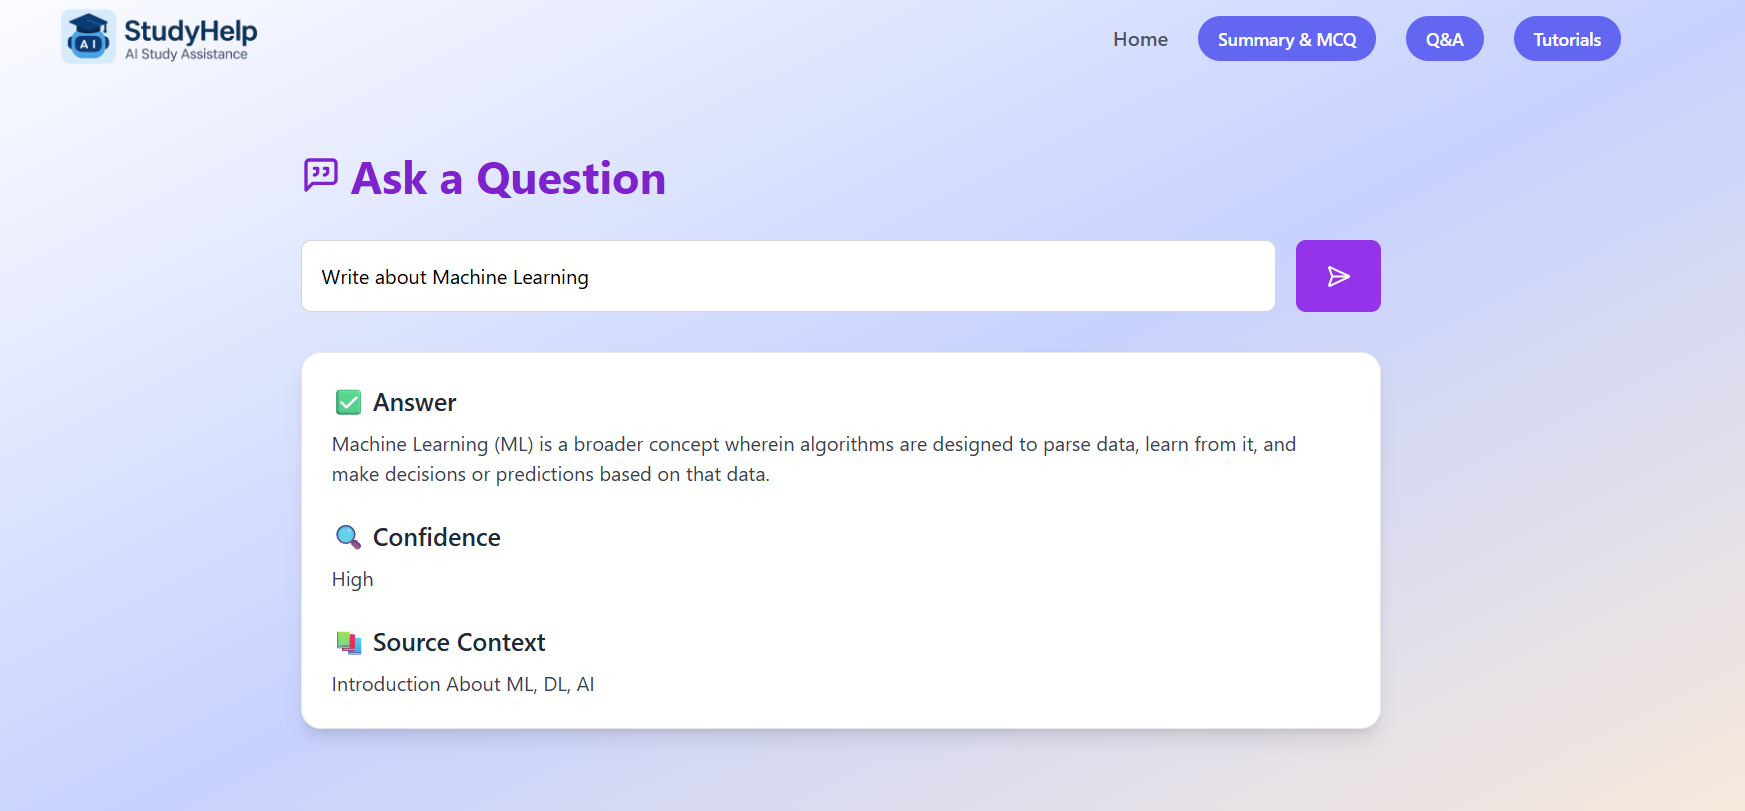 AI
StudyHelp
AI Study Assistance
Home
Summary & MCQ
Q&A
Tutorials
Ask a Question
Write about Machine Learning
Answer
Machine Learning (ML) is a broader concept wherein algorithms are designed to parse data, learn from it, and
make decisions or predictions based on that data.
Confidence
High
Source Context
Introduction About ML, DL, AI